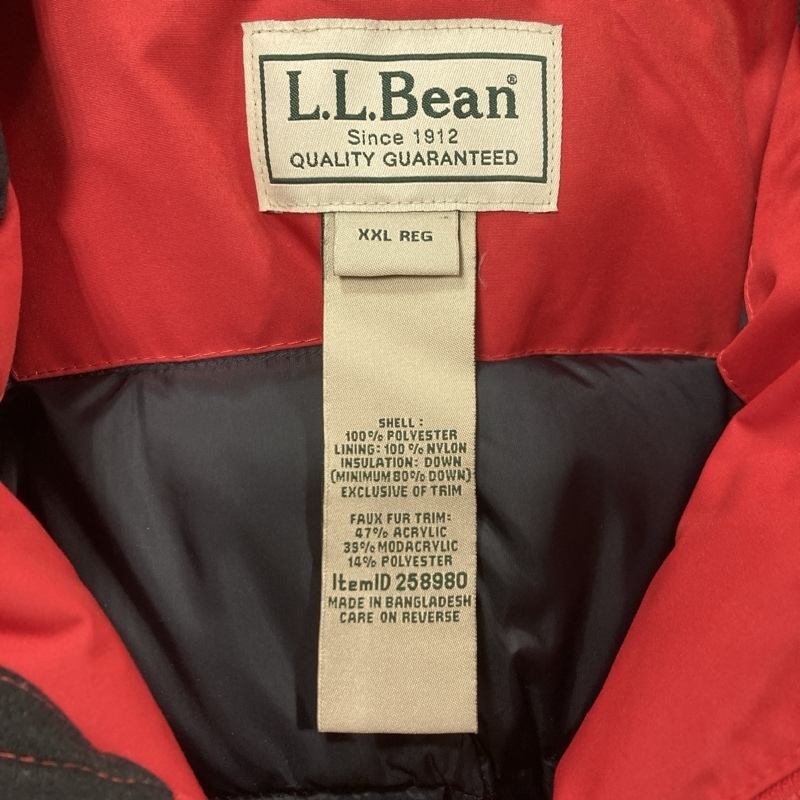 L.L.Bean®
Since 1912
QUALITY GUARANTEED
XXL REG
SHELL:
100% POLYESTER
LINING: 100% NYLON
INSULATION: DOWN
(MINIMUM 80% DOWN)
EXCLUSIVE OF TRIM
FAUX FUR TRIM:
47% ACRYLIC
39% MODACRYLIC
14% POLYESTER
ItemID 258980
MADE IN BANGLADESH
CARE ON REVERSE